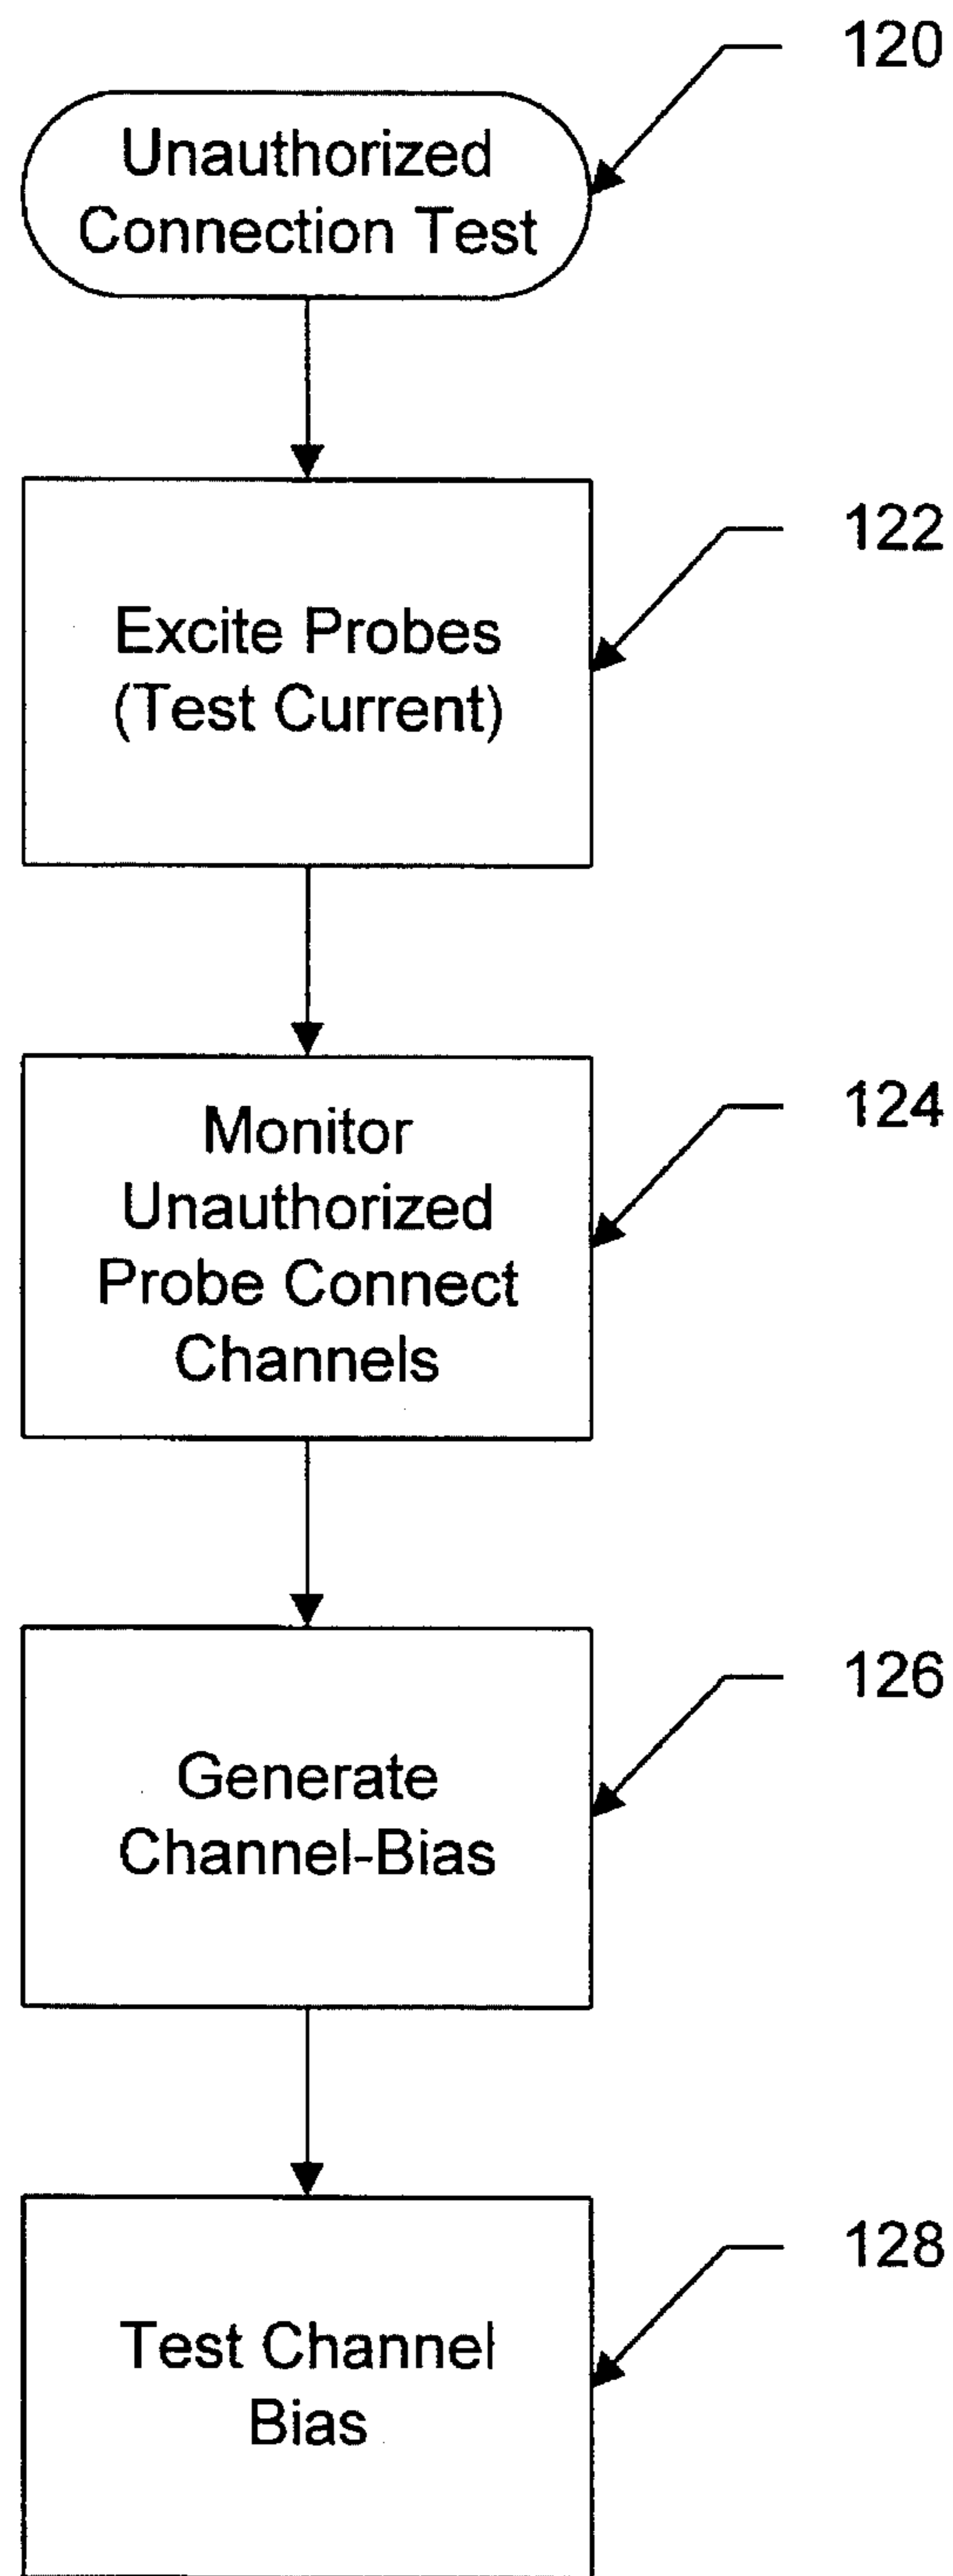 120
Unauthorized
Connection Test
122
Excite Probes
(Test Current)
124
Monitor
Unauthorized
Probe Connect
Channels
126
Generate
Channel-Bias
128
Test Channel
Bias